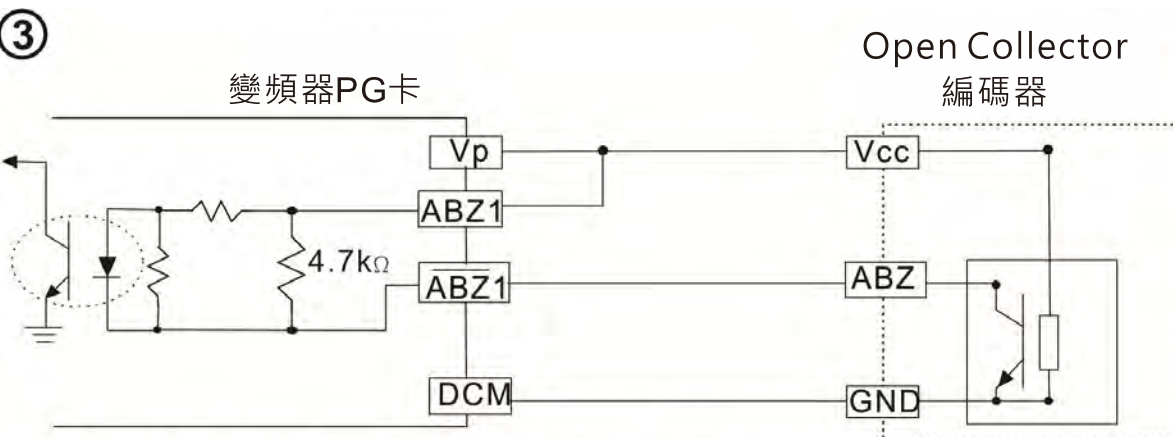 ③
Open Collector
編碼器
變頻器PG卡
Vp
Vcc
ABZ1
4.7kΩ
A̅B̅Z̅1
ABZ
DCM
GND